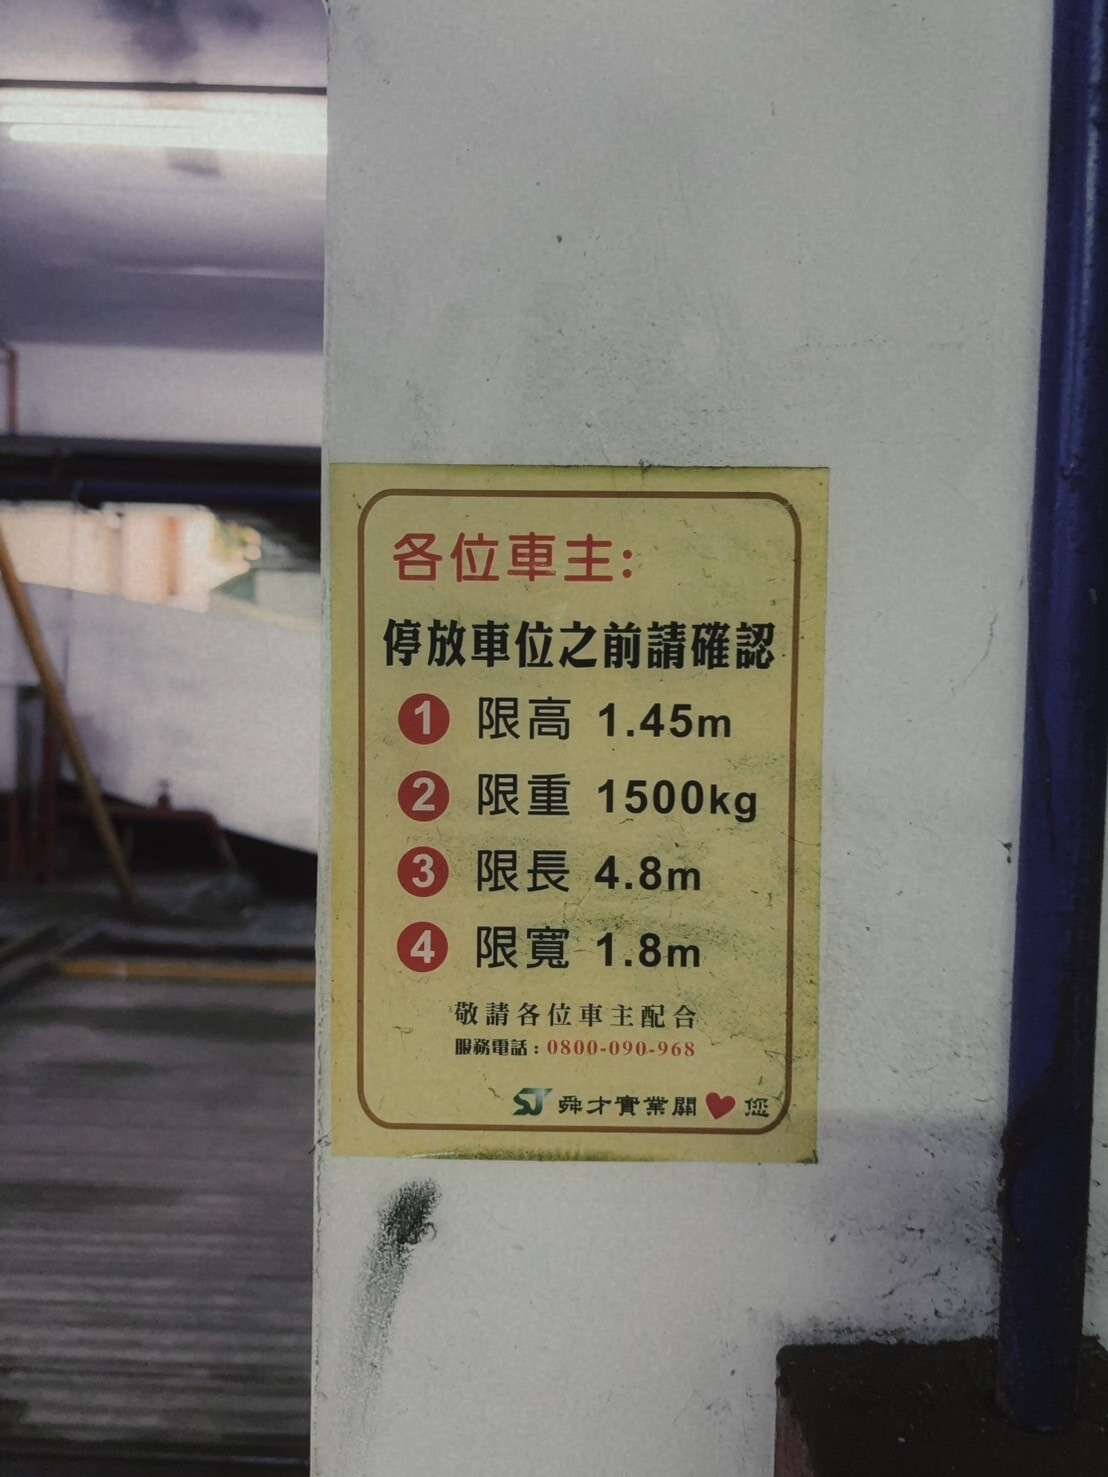 各位車主:
停放車位之前請確認
1 限高 1.45m
2 限重 1500kg
3 限長 4.8m
4 限寬 1.8m
敬請各位車主配合
服務電話:0800-090-968
SJ 舜才實業關❤您